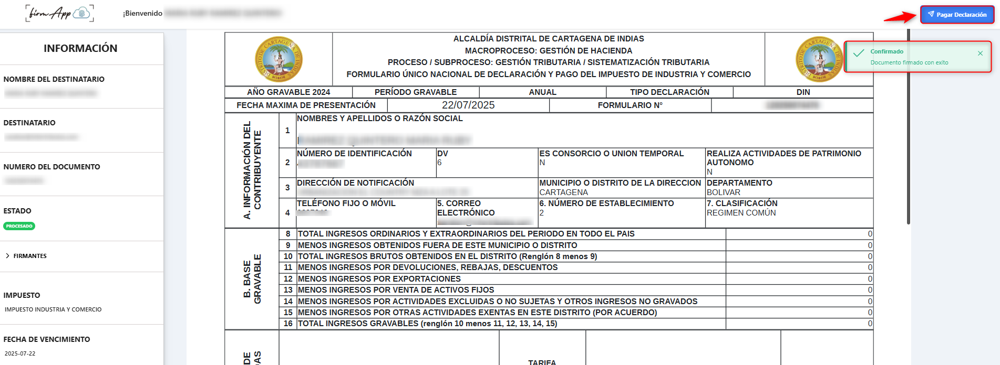 firmApp
¡Bienvenido
Pagar Declaración
Confirmado
Documento firmado con exito
INFORMACIÓN
NOMBRE DEL DESTINATARIO
DESTINATARIO
NUMERO DEL DOCUMENTO
ESTADO
PROCESADO
FIRMANTES
IMPUESTO
IMPUESTO INDUSTRIA Y COMERCIO
FECHA DE VENCIMIENTO
2025-07-22
ALCALDÍA DISTRITAL DE CARTAGENA DE INDIAS
MACROPROCESO: GESTIÓN DE HACIENDA
PROCESO / SUBPROCESO: GESTIÓN TRIBUTARIA / SISTEMATIZACIÓN TRIBUTARIA
FORMULARIO ÚNICO NACIONAL DE DECLARACIÓN Y PAGO DEL IMPUESTO DE INDUSTRIA Y COMERCIO
AÑO GRAVABLE 2024 PERÍODO GRAVABLE ANUAL TIPO DECLARACIÓN DIN
FECHA MAXIMA DE PRESENTACIÓN 22/07/2025 FORMULARIO Nº
A. INFORMACIÓN DEL
CONTRIBUYENTE
1 NOMBRES Y APELLIDOS O RAZÓN SOCIAL
2 NÚMERO DE IDENTIFICACIÓN DV ES CONSORCIO O UNION TEMPORAL REALIZA ACTIVIDADES DE PATRIMONIO
AUTONOMO
6 N
N
3 DIRECCIÓN DE NOTIFICACIÓN MUNICIPIO O DISTRITO DE LA DIRECCION DEPARTAMENTO
CARTAGENA BOLIVAR
4 TELÉFONO FIJO O MÓVIL 5. CORREO 6. NÚMERO DE ESTABLECIMIENTO 7. CLASIFICACIÓN
ELECTRÓNICO 2 REGIMEN COMÚN
B. BASE
GRAVABLE
8 TOTAL INGRESOS ORDINARIOS Y EXTRAORDINARIOS DEL PERIODO EN TODO EL PAIS 0
9 MENOS INGRESOS OBTENIDOS FUERA DE ESTE MUNICIPIO O DISTRITO 0
10 TOTAL INGRESOS BRUTOS OBTENIDOS EN EL DISTRITO (Renglón 8 menos 9) 0
11 MENOS INGRESOS POR DEVOLUCIONES, REBAJAS, DESCUENTOS 0
12 MENOS INGRESOS POR EXPORTACIONES 0
13 MENOS INGRESOS POR VENTA DE ACTIVOS FIJOS 0
14 MENOS INGRESOS POR ACTIVIDADES EXCLUIDAS O NO SUJETAS Y OTROS INGRESOS NO GRAVADOS 0
15 MENOS INGRESOS POR OTRAS ACTIVIDADES EXENTAS EN ESTE DISTRITO (POR ACUERDO) 0
16 TOTAL INGRESOS GRAVABLES (renglón 10 menos 11, 12, 13, 14, 15) 0
DE
TARIFA